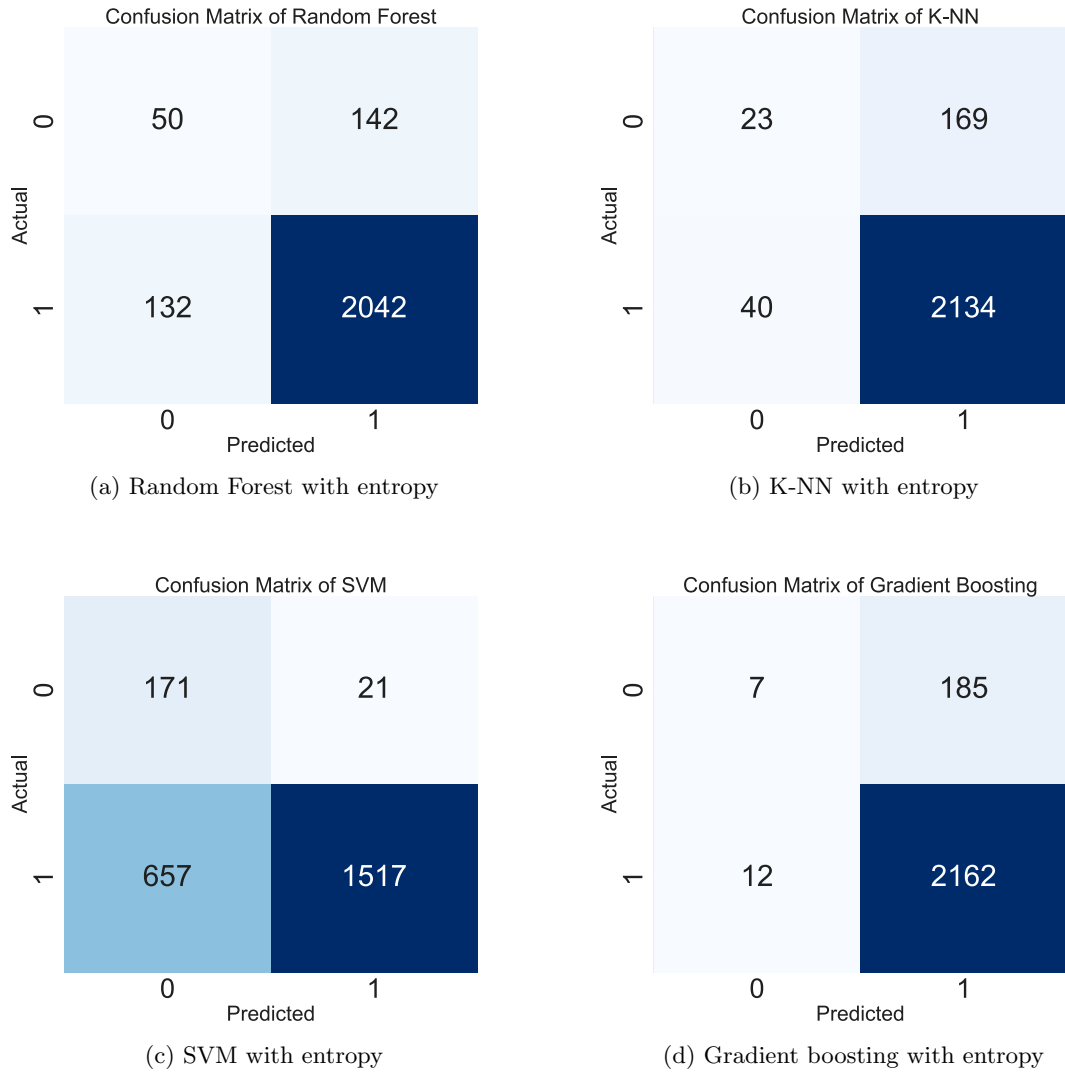 Confusion Matrix of Random Forest
0
50
142
Actual
1
132
2042
0
1
Predicted
(a) Random Forest with entropy
Confusion Matrix of K-NN
0
23
169
Actual
1
40
2134
0
1
Predicted
(b) K-NN with entropy
Confusion Matrix of SVM
0
171
21
Actual
1
657
1517
0
1
Predicted
(c) SVM with entropy
Confusion Matrix of Gradient Boosting
0
7
185
Actual
1
12
2162
0
1
Predicted
(d) Gradient boosting with entropy